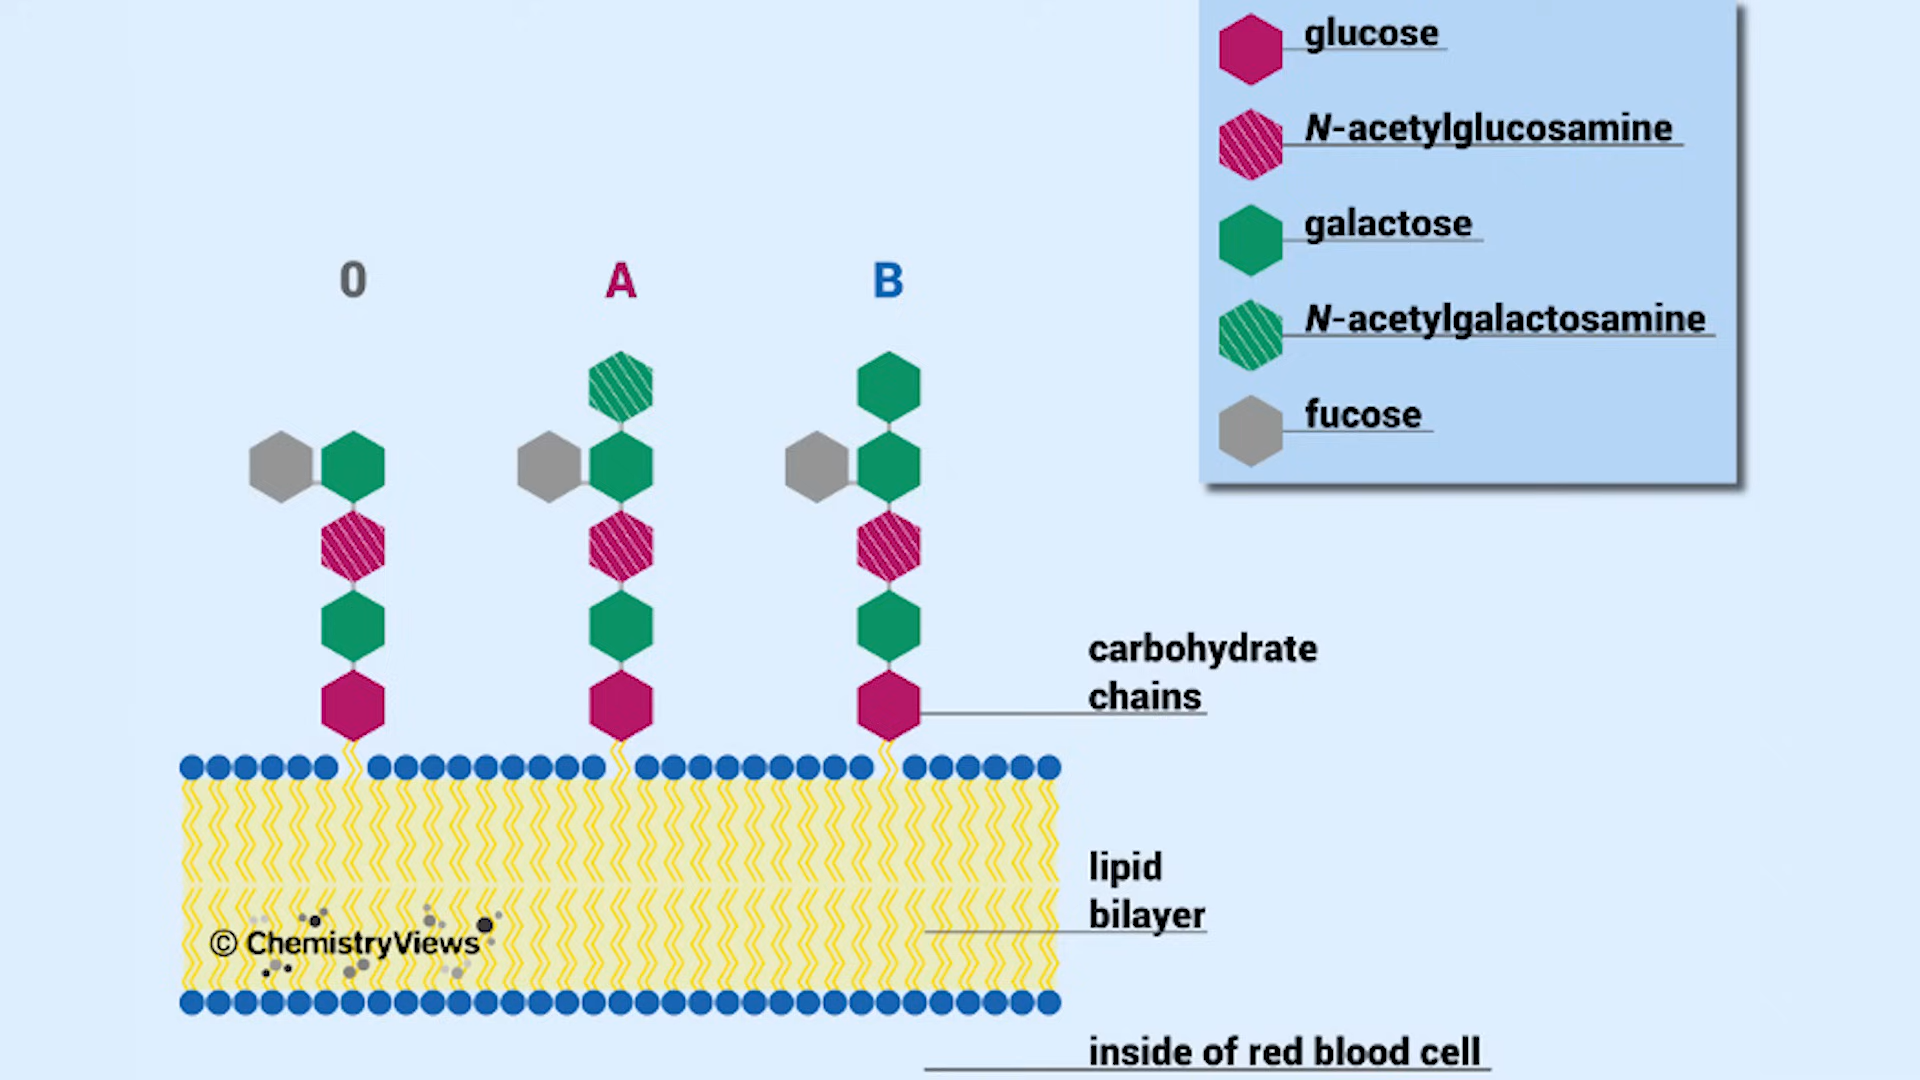 glucose
N-acetylglucosamine
galactose
N-acetylgalactosamine
fucose
0 A B
carbohydrate
chains
lipid
bilayer
© ChemistryViews
inside of red blood cell